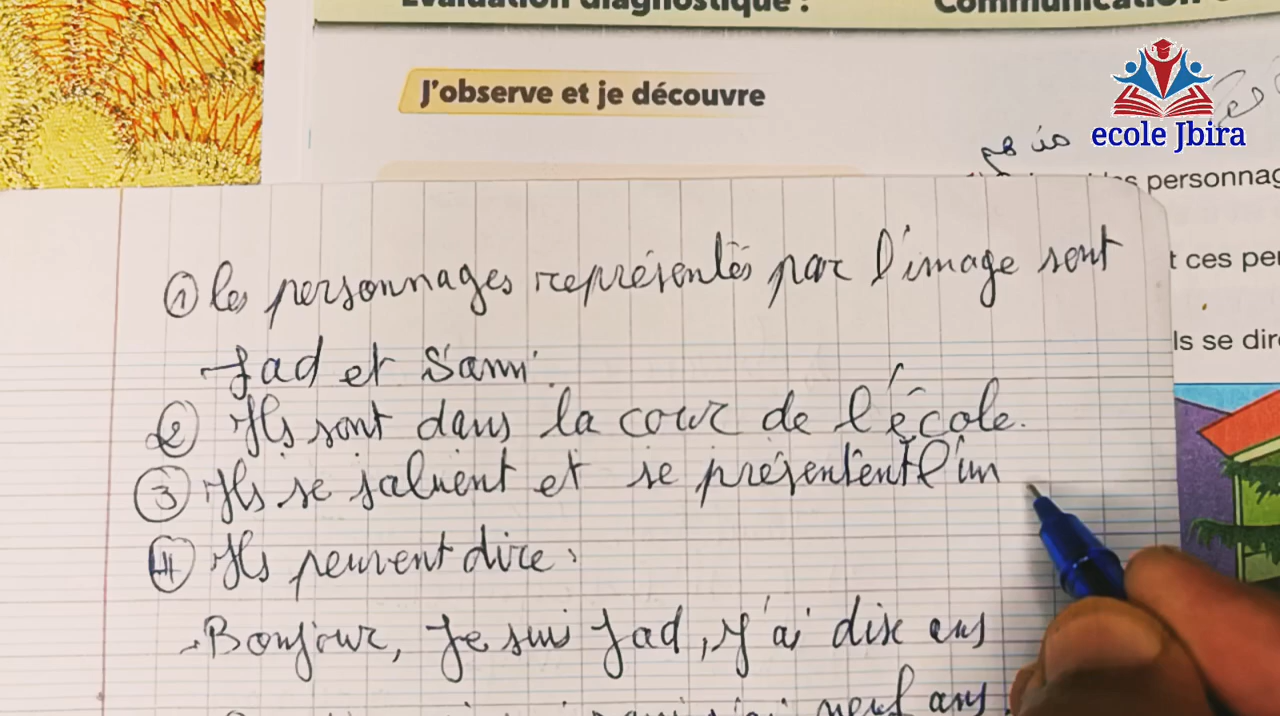 Évaluation diagnostique :
Communication
J'observe et je découvre
ecole Jbira
personnag
t ces per
ls se dir
① les personnages représentés par l'image sont
Jad et Sami.
② Ils sont dans la cour de l'école.
③ Ils se saluent et se présentent l'un
④ Ils peuvent dire :
- Bonjour, Je suis Jad, j'ai dix ans
neuf ans.